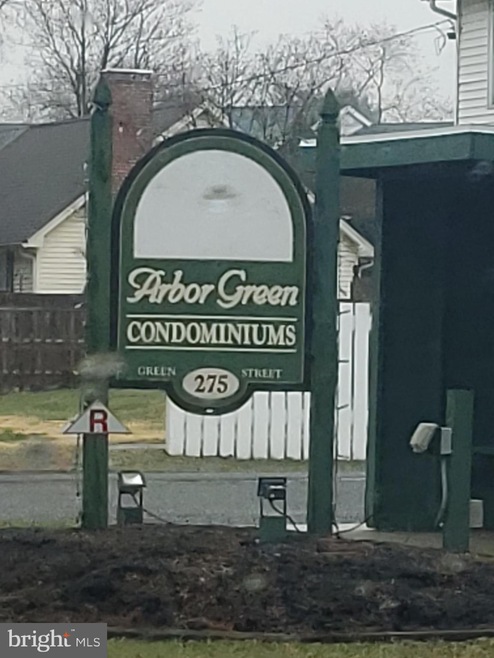 Arbor Green
CONDOMINIUMS
GREEN STREET
275
R
bright MLS